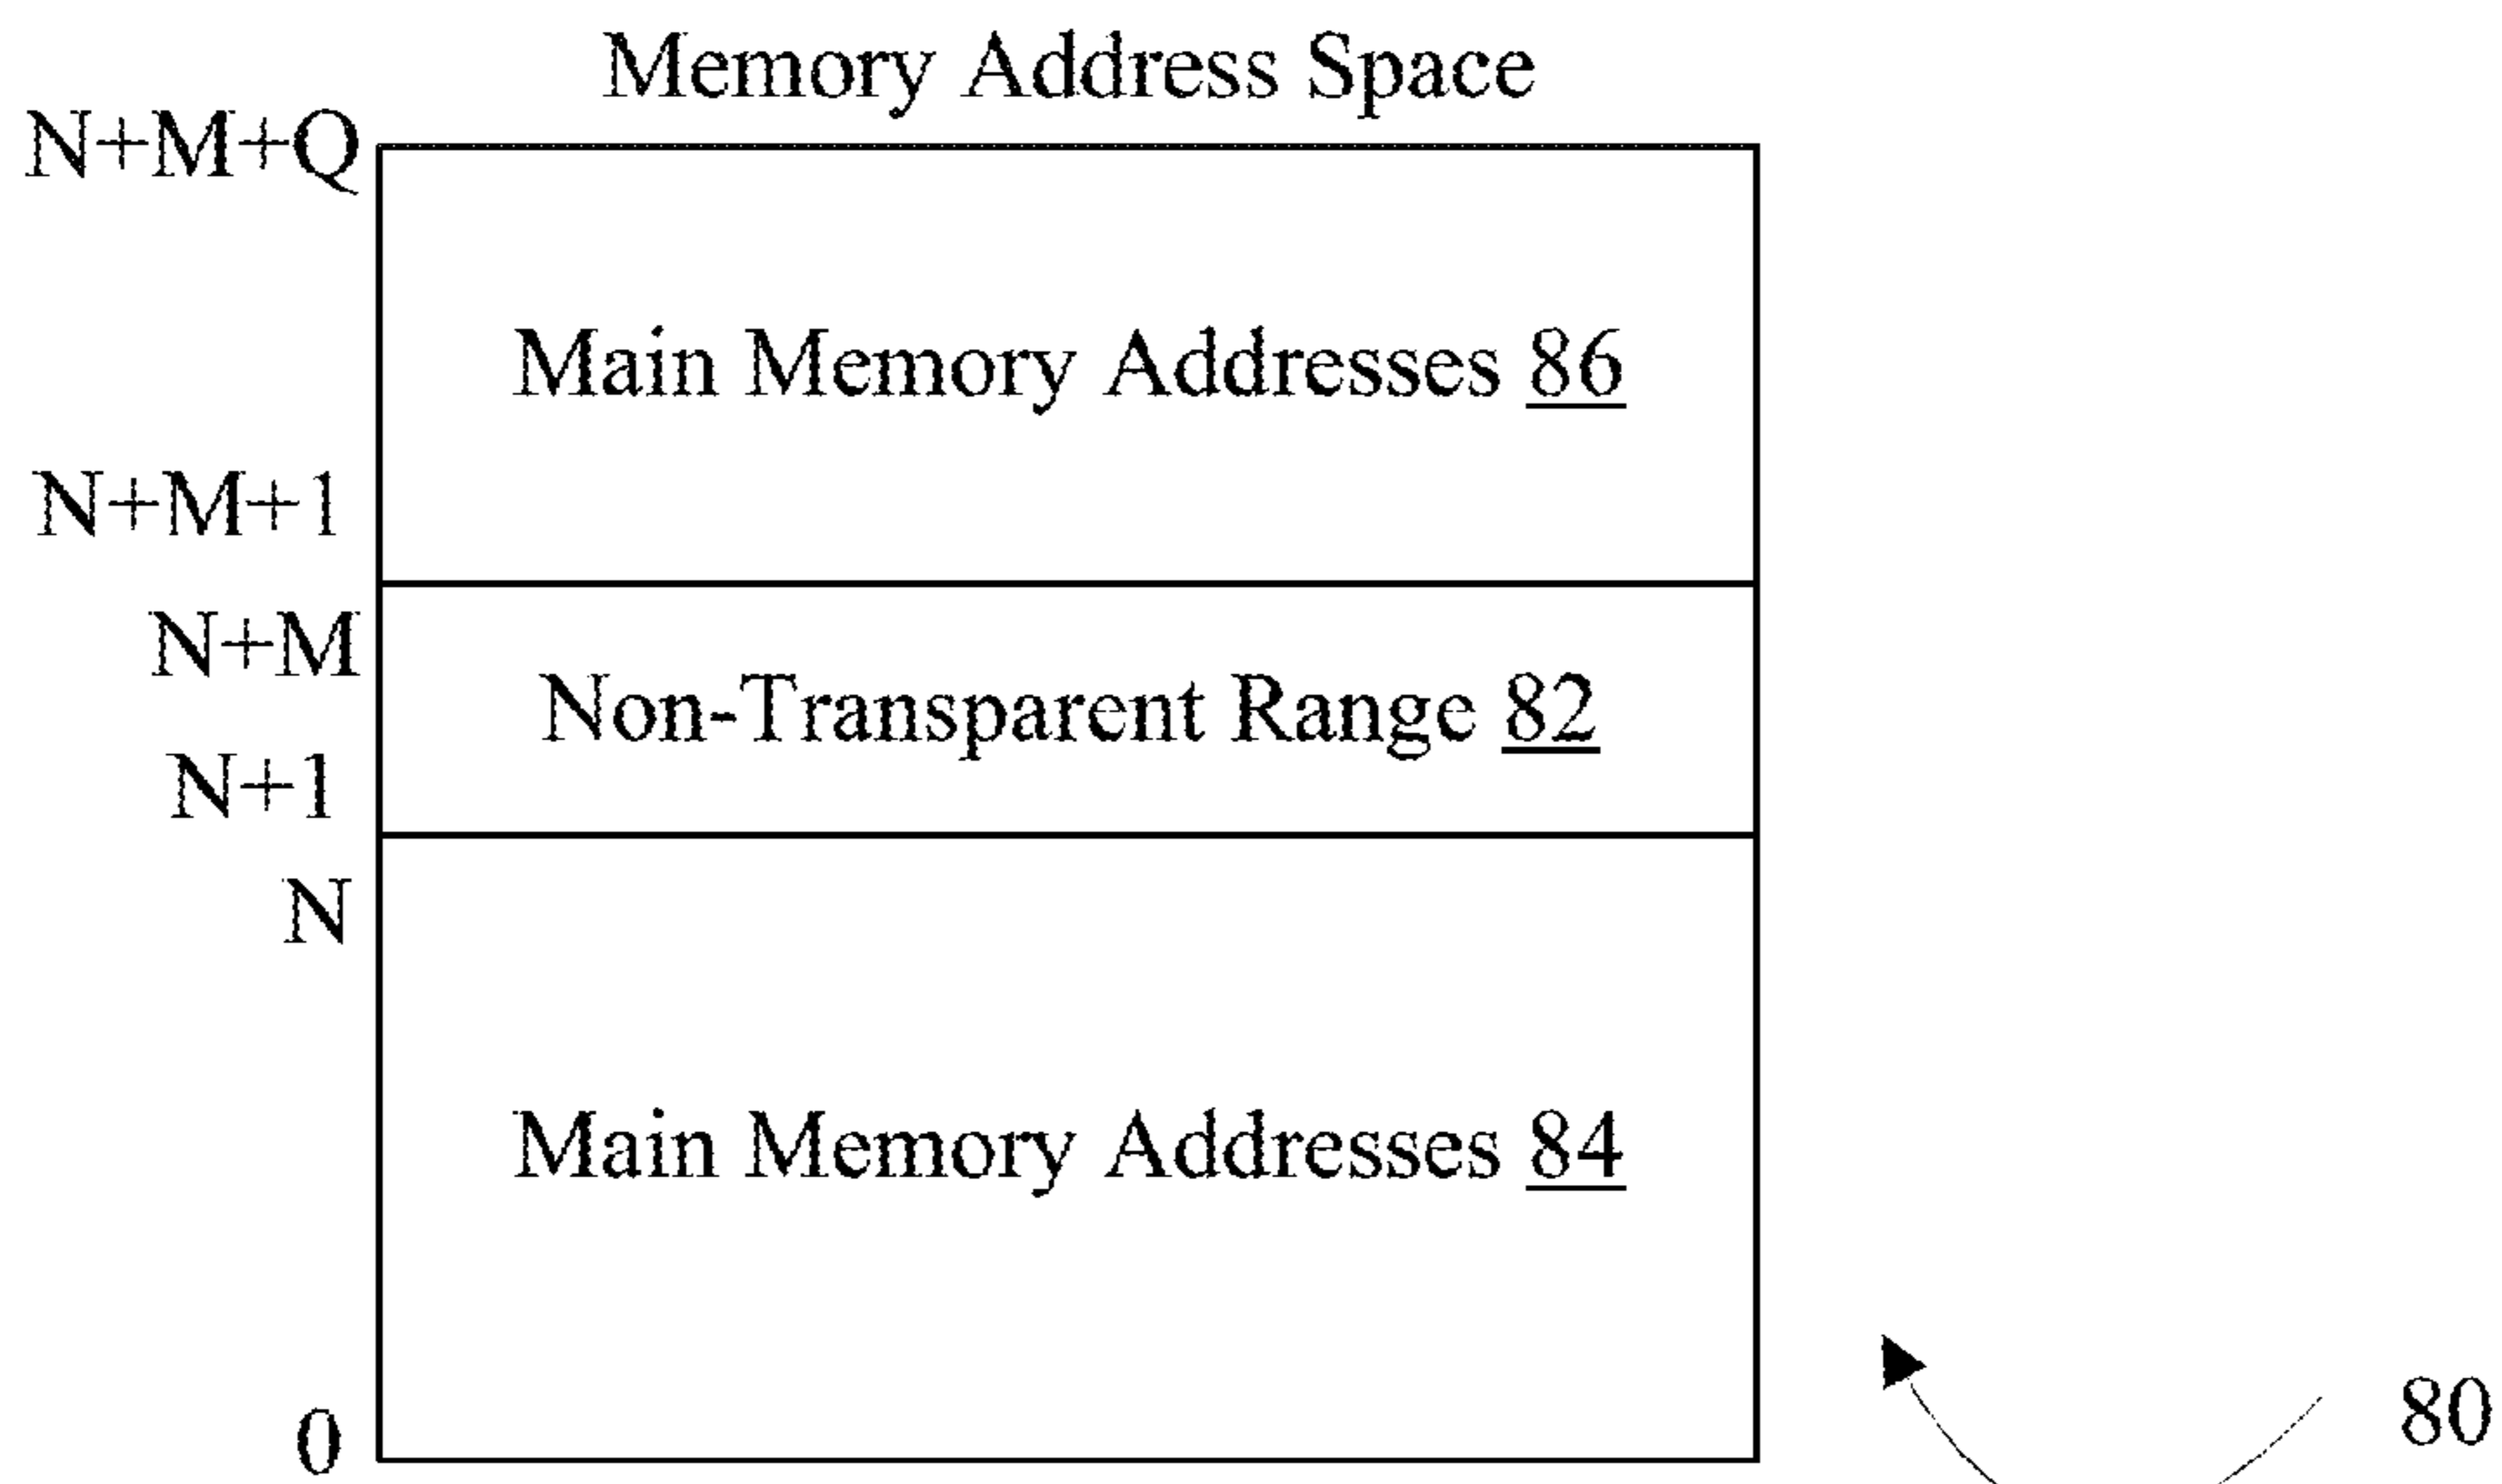 Memory Address Space
N+M+Q
Main Memory Addresses 86
N+M+1
N+M
Non-Transparent Range 82
N+1
N
Main Memory Addresses 84
0
80